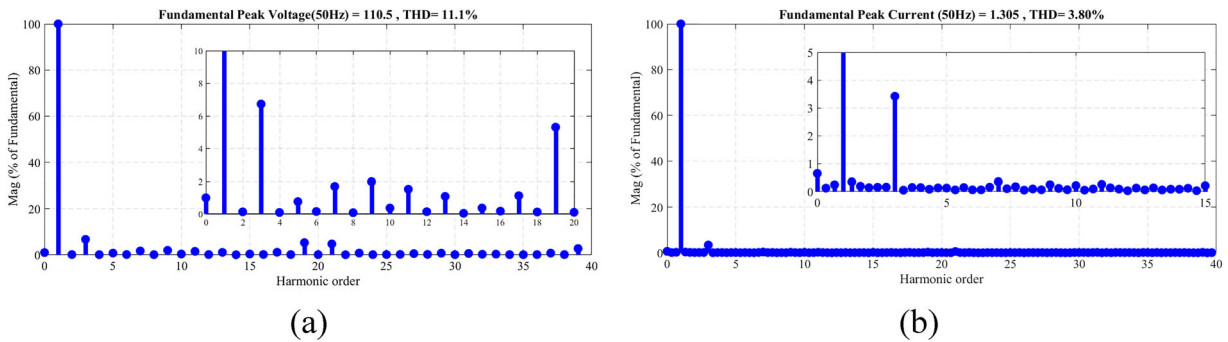 Fundamental Peak Voltage(50Hz) = 110.5 , THD= 11.1%
Mag (% of Fundamental)
100
80
60
40
20
0
10
8
6
4
2
0
0 2 4 6 8 10 12 14 16 18 20
0 5 10 15 20 25 30 35 40
Harmonic order
(a)
Fundamental Peak Current (50Hz) = 1.305 , THD= 3.80%
Mag (% of Fundamental)
100
80
60
40
20
0
5
4
3
2
1
0
0 5 10 15
0 5 10 15 20 25 30 35 40
Harmonic order
(b)